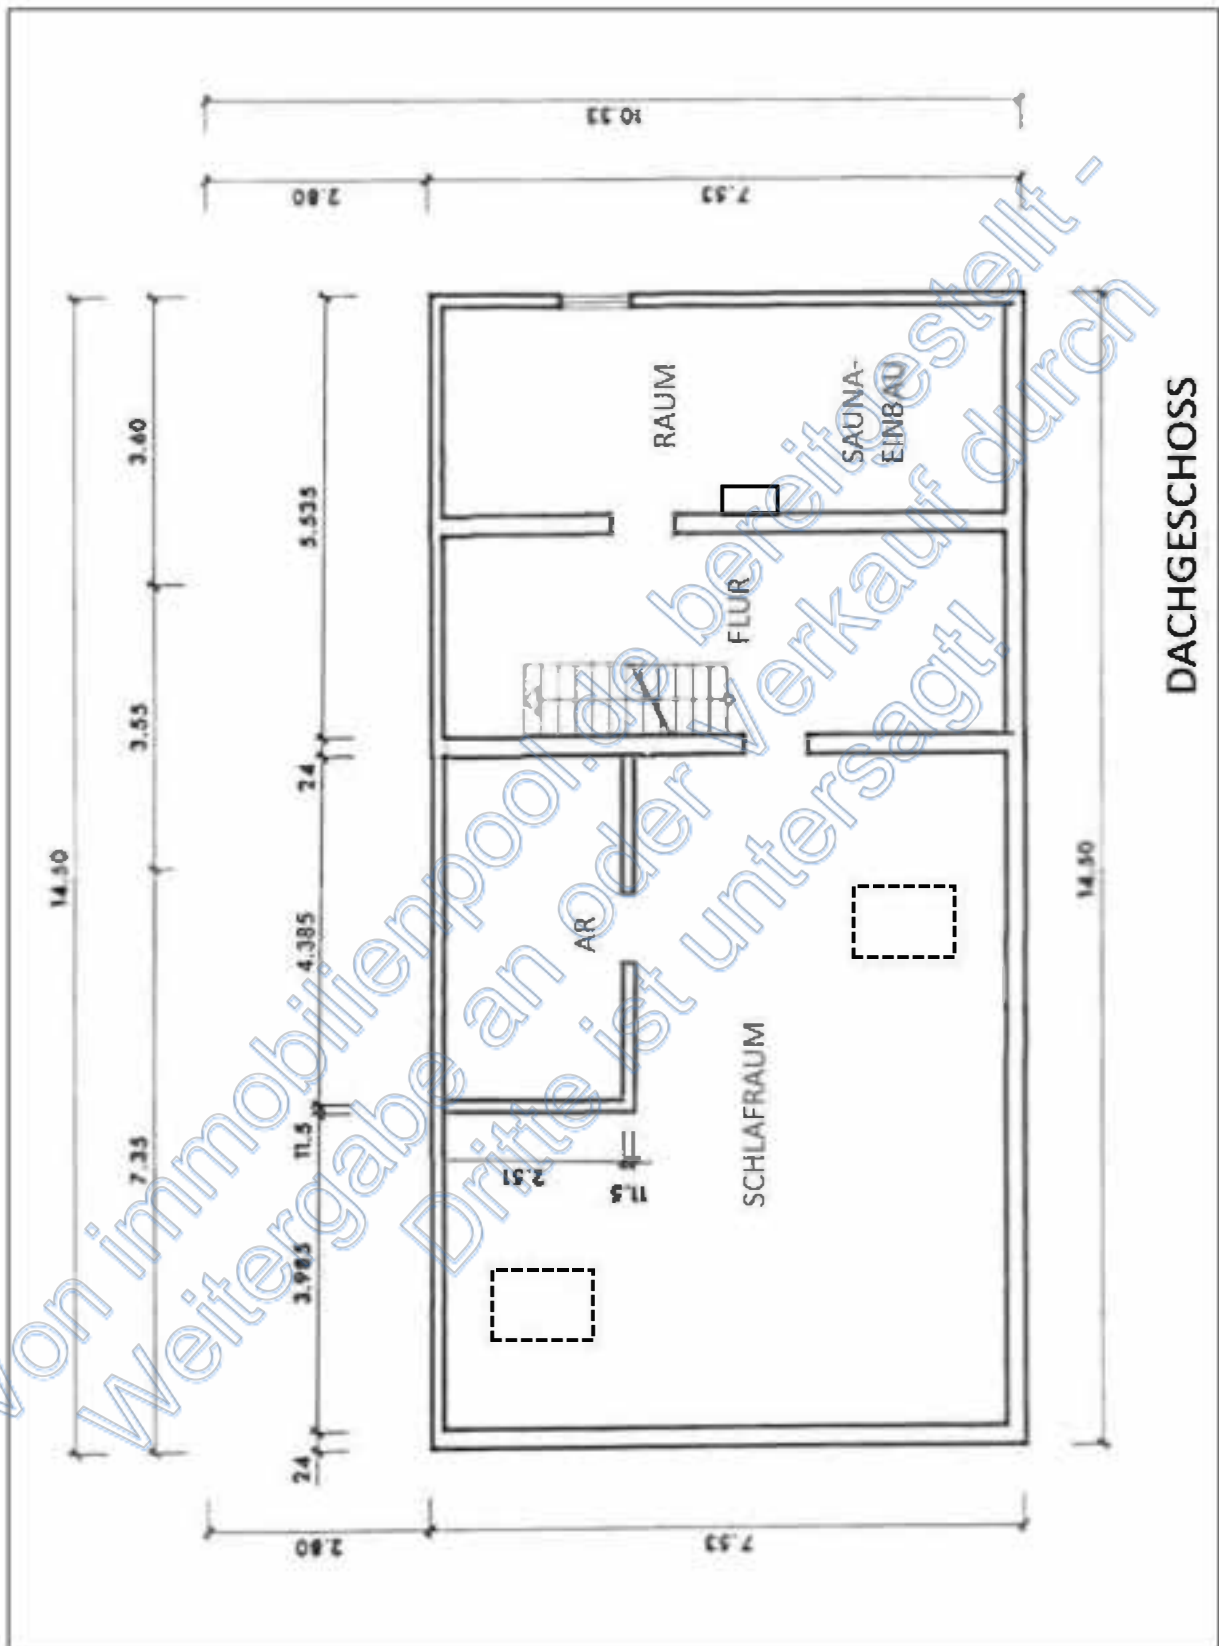 14.50
7.35
3.55
3.60
24
3.985
11.5
4.385
24
5.535
2.80
7.53
2.80
7.53
10.33
2.51
11.5
AR
FLUR
RAUM
SAUNA-
EINBAU
SCHLAFRAUM
14.50
DACHGESCHOSS
von immobilienpool.de bereitgestellt -
Weitergabe an oder Verkauf durch
Dritte ist untersagt!